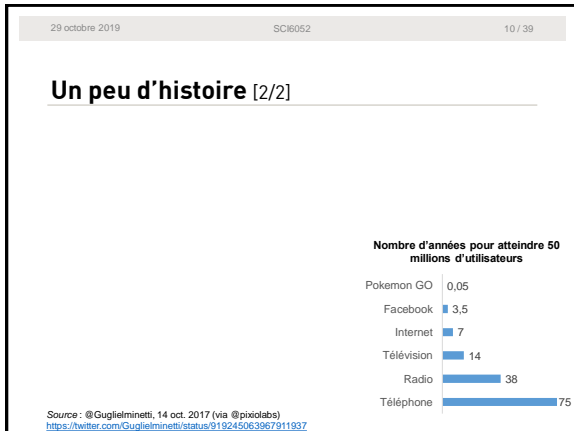 29 octobre 2019 SCI6052 10 / 39
Un peu d’histoire [2/2]
Nombre d’années pour atteindre 50
millions d’utilisateurs
Pokemon GO 0,05
Facebook 3,5
Internet 7
Télévision 14
Radio 38
Téléphone 75
Source : @Guglielminetti, 14 oct. 2017 (via @pixiolabs)
https://twitter.com/Guglielminetti/status/919245063967911937